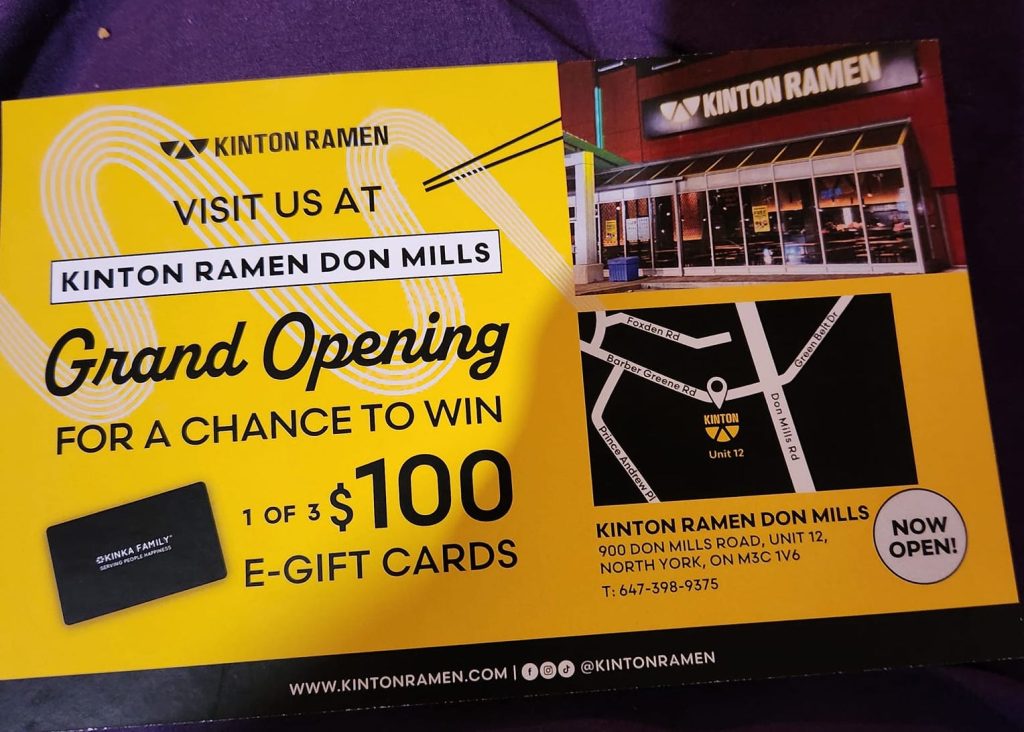 KINTON RAMEN
VISIT US AT
KINTON RAMEN DON MILLS
Grand Opening
FOR A CHANCE TO WIN
1 OF 3 $100
E-GIFT CARDS
KINKA FAMILY
SERVING PEOPLE HAPPINESS
KINTON RAMEN
Foxden Rd
Barber Greene Rd
Green Belt Dr
Don Mills Rd
Prince Andrew Pl
KINTON
Unit 12
KINTON RAMEN DON MILLS
900 DON MILLS ROAD, UNIT 12,
NORTH YORK, ON M3C 1V6
T: 647-398-9375
NOW
OPEN!
WWW.KINTONRAMEN.COM | @KINTONRAMEN